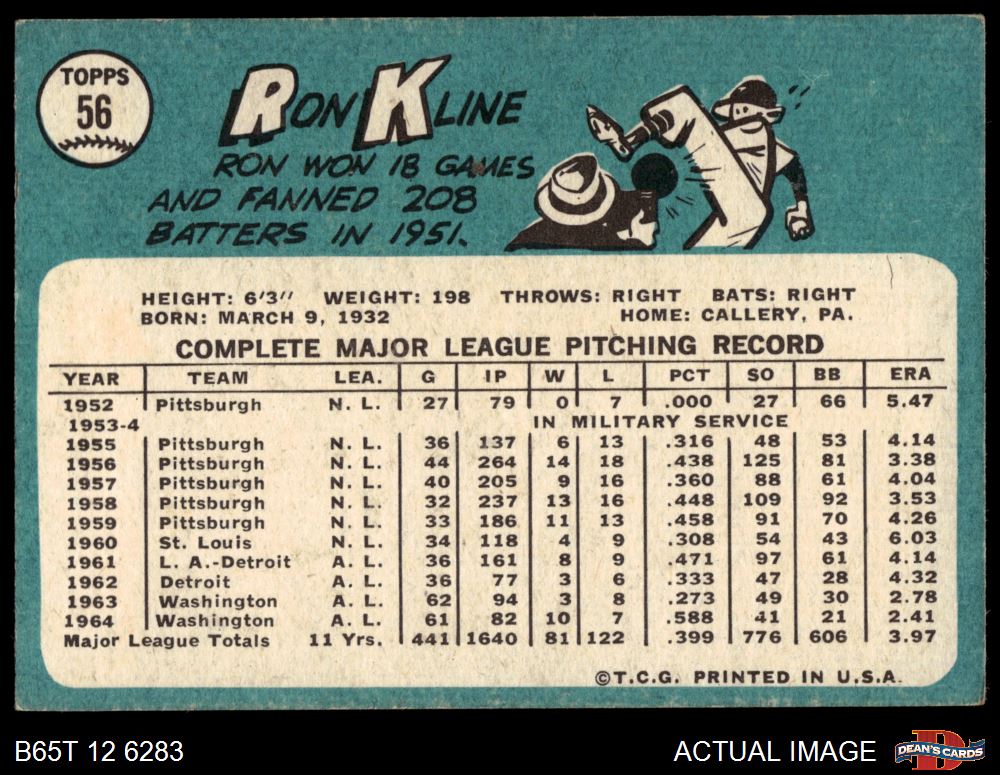 TOPPS
56
RON KLINE
RON WON 18 GAMES
AND FANNED 208
BATTERS IN 1951.
HEIGHT: 6'3" WEIGHT: 198 THROWS: RIGHT BATS: RIGHT
BORN: MARCH 9, 1932 HOME: CALLERY, PA.
COMPLETE MAJOR LEAGUE PITCHING RECORD
YEAR TEAM LEA. G IP W L PCT SO BB ERA
1952 Pittsburgh N. L. 27 79 0 7 .000 27 66 5.47
1953-4 IN MILITARY SERVICE
1955 Pittsburgh N. L. 36 137 6 13 .316 48 53 4.14
1956 Pittsburgh N. L. 44 264 14 18 .438 125 81 3.38
1957 Pittsburgh N. L. 40 205 9 16 .360 88 61 4.04
1958 Pittsburgh N. L. 32 237 13 16 .448 109 92 3.53
1959 Pittsburgh N. L. 33 186 11 13 .458 91 70 4.26
1960 St. Louis N. L. 34 118 4 9 .308 54 43 6.03
1961 L. A.-Detroit A. L. 36 161 8 9 .471 97 61 4.14
1962 Detroit A. L. 36 77 3 6 .333 47 28 4.32
1963 Washington A. L. 62 94 3 8 .273 49 30 2.78
1964 Washington A. L. 61 82 10 7 .588 41 21 2.41
Major League Totals 11 Yrs. 441 1640 81 122 .399 776 606 3.97
©T.C.G. PRINTED IN U.S.A.
B65T 12 6283 ACTUAL IMAGE DEAN'S CARDS